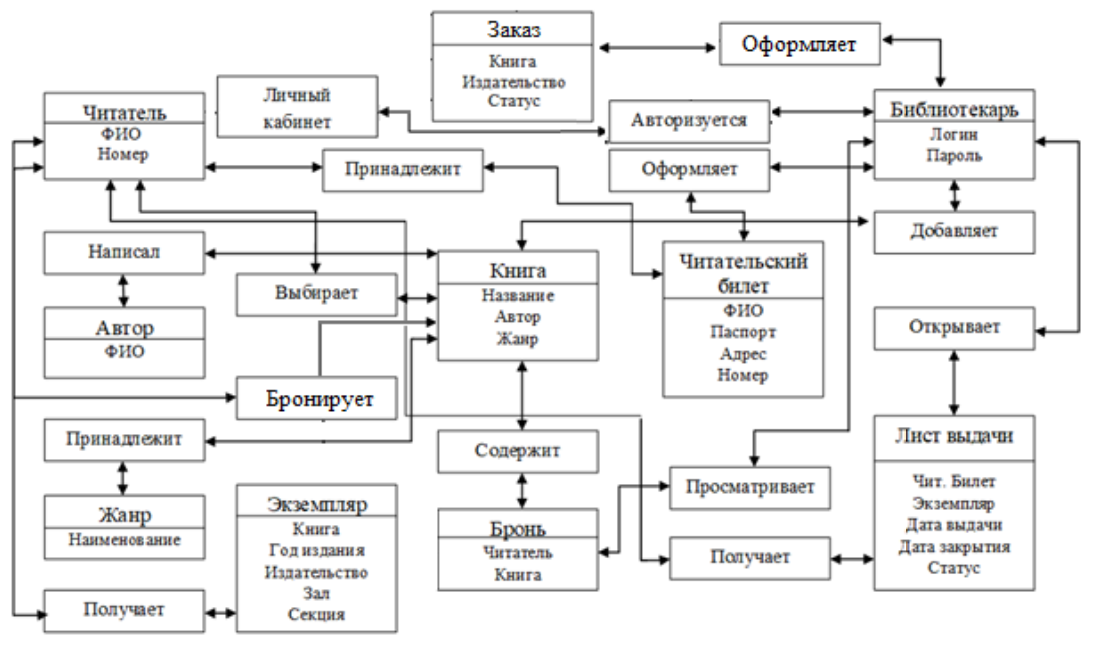 Заказ
Книга
Издательство
Статус
Оформляет
Личный
кабинет
Читатель
ФИО
Номер
Авторизуется
Библиотекарь
Логин
Пароль
Принадлежит
Оформляет
Добавляет
Написал
Книга
Название
Автор
Жанр
Читательский
билет
ФИО
Паспорт
Адрес
Номер
Выбирает
Автор
ФИО
Открывает
Бронирует
Принадлежит
Содержит
Лист выдачи
Чит. Билет
Экземпляр
Дата выдачи
Дата закрытия
Статус
Просматривает
Жанр
Наименование
Экземпляр
Книга
Год издания
Издательство
Зал
Секция
Бронь
Читатель
Книга
Получает
Получает